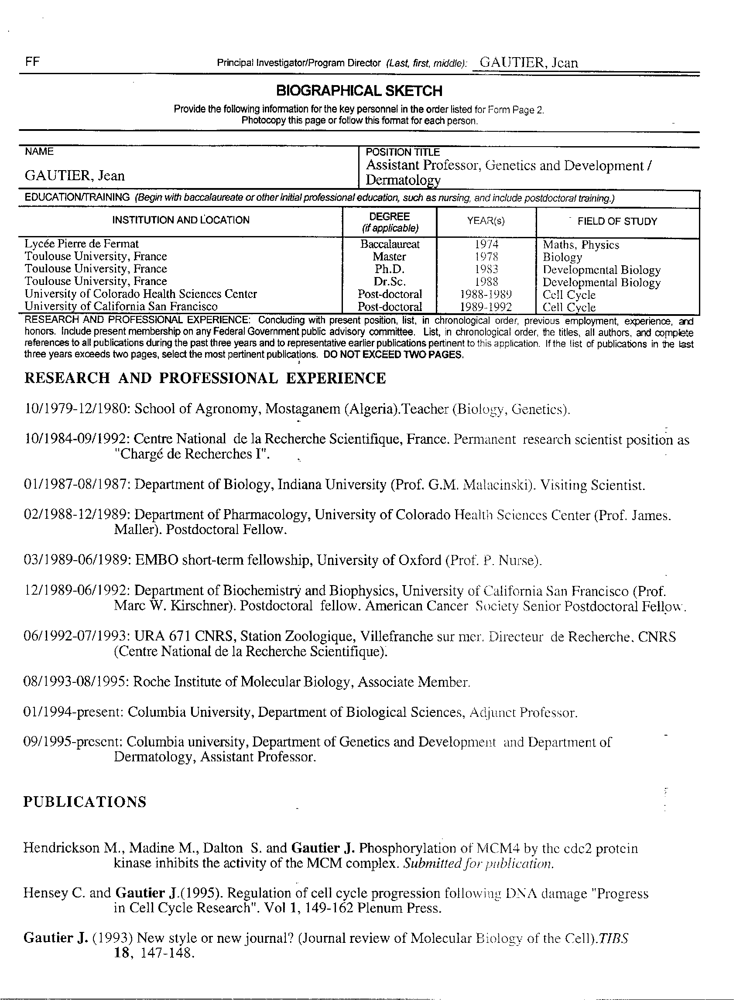 FF
Principal Investigator/Program Director (Last, first, middle): GAUTIER, Jean
BIOGRAPHICAL SKETCH
Provide the following information for the key personnel in the order listed for Form Page 2.
Photocopy this page or follow this format for each person.
NAME
GAUTIER, Jean
POSITION TITLE
Assistant Professor, Genetics and Development /
Dermatology
EDUCATION/TRAINING (Begin with baccalaureate or other initial professional education, such as nursing, and include postdoctoral training.)
INSTITUTION AND LOCATION DEGREE (if applicable) YEAR(s) FIELD OF STUDY
Lycée Pierre de Fermat Baccalaureat 1974 Maths, Physics
Toulouse University, France Master 1978 Biology
Toulouse University, France Ph.D. 1983 Developmental Biology
Toulouse University, France Dr.Sc. 1988 Developmental Biology
University of Colorado Health Sciences Center Post-doctoral 1988-1989 Cell Cycle
University of California San Francisco Post-doctoral 1989-1992 Cell Cycle
RESEARCH AND PROFESSIONAL EXPERIENCE: Concluding with present position, list, in chronological order, previous employment, experience, and
honors. Include present membership on any Federal Government public advisory committee. List, in chronological order, the titles, all authors, and complete
references to all publications during the past three years and to representative earlier publications pertinent to this application. If the list of publications in the last
three years exceeds two pages, select the most pertinent publications. DO NOT EXCEED TWO PAGES.
RESEARCH AND PROFESSIONAL EXPERIENCE
10/1979-12/1980: School of Agronomy, Mostaganem (Algeria).Teacher (Biology, Genetics).
10/1984-09/1992: Centre National de la Recherche Scientifique, France. Permanent research scientist position as
"Chargé de Recherches I".
01/1987-08/1987: Department of Biology, Indiana University (Prof. G.M. Malacinski). Visiting Scientist.
02/1988-12/1989: Department of Pharmacology, University of Colorado Health Sciences Center (Prof. James.
Maller). Postdoctoral Fellow.
03/1989-06/1989: EMBO short-term fellowship, University of Oxford (Prof. P. Nurse).
12/1989-06/1992: Department of Biochemistry and Biophysics, University of California San Francisco (Prof.
Marc W. Kirschner). Postdoctoral fellow. American Cancer Society Senior Postdoctoral Fellow.
06/1992-07/1993: URA 671 CNRS, Station Zoologique, Villefranche sur mer. Directeur de Recherche. CNRS
(Centre National de la Recherche Scientifique).
08/1993-08/1995: Roche Institute of Molecular Biology, Associate Member.
01/1994-present: Columbia University, Department of Biological Sciences, Adjunct Professor.
09/1995-present: Columbia university, Department of Genetics and Development and Department of
Dermatology, Assistant Professor.
PUBLICATIONS
Hendrickson M., Madine M., Dalton S. and Gautier J. Phosphorylation of MCM4 by the cdc2 protein
kinase inhibits the activity of the MCM complex. Submitted for publication.
Hensey C. and Gautier J.(1995). Regulation of cell cycle progression following DNA damage "Progress
in Cell Cycle Research". Vol 1, 149-162 Plenum Press.
Gautier J. (1993) New style or new journal? (Journal review of Molecular Biology of the Cell).TIBS
18, 147-148.